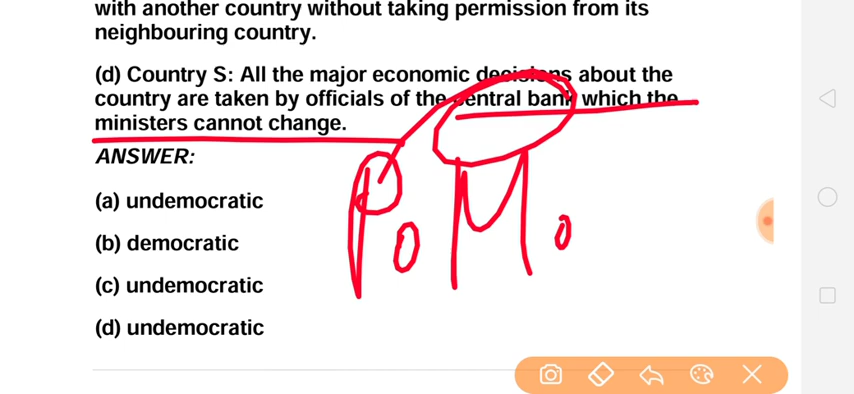 with another country without taking permission from its
neighbouring country.
(d) Country S: All the major economic decisions about the
country are taken by officials of the central bank which the
ministers cannot change.
ANSWER:
(a) undemocratic
(b) democratic
(c) undemocratic
(d) undemocratic
P.M.